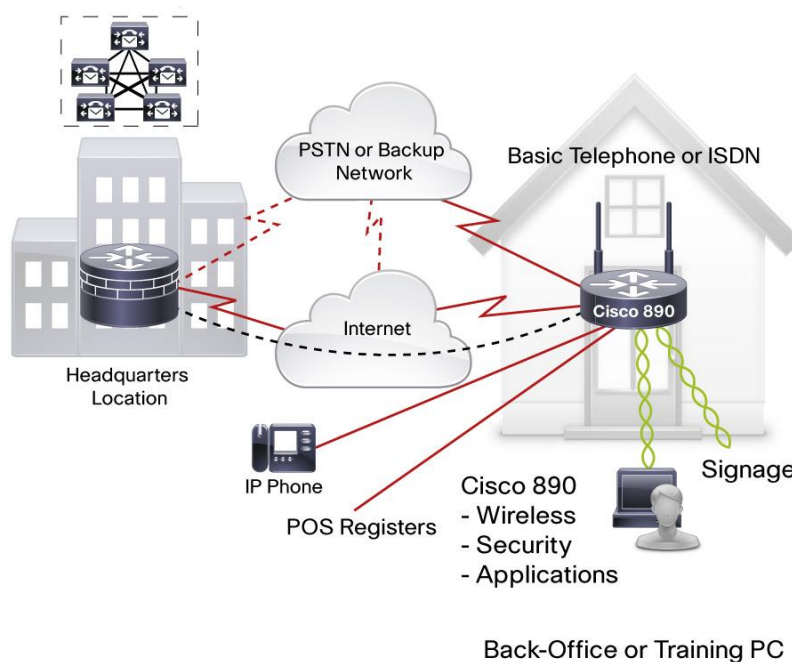 PSTN or Backup
Network
Basic Telephone or ISDN
Cisco 890
Internet
Headquarters
Location
IP Phone
POS Registers
Cisco 890
- Wireless
- Security
- Applications
Signage
Back-Office or Training PC